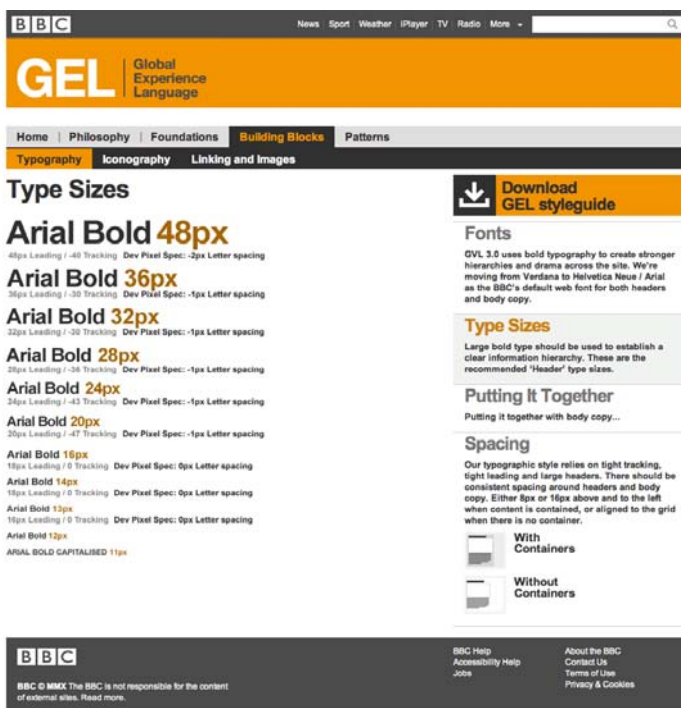 BBC
News Sport Weather iPlayer TV Radio More
GEL
Global
Experience
Language
Home Philosophy Foundations Building Blocks Patterns
Typography Iconography Linking and Images
Type Sizes
Arial Bold 48px
48px Leading / -40 Tracking Dev Pixel Spec: -2px Letter spacing
Arial Bold 36px
36px Leading / -30 Tracking Dev Pixel Spec: -1px Letter spacing
Arial Bold 32px
32px Leading / -30 Tracking Dev Pixel Spec: -1px Letter spacing
Arial Bold 28px
28px Leading / -36 Tracking Dev Pixel Spec: -1px Letter spacing
Arial Bold 24px
24px Leading / -43 Tracking Dev Pixel Spec: -1px Letter spacing
Arial Bold 20px
20px Leading / -47 Tracking Dev Pixel Spec: -1px Letter spacing
Arial Bold 16px
18px Leading / 0 Tracking Dev Pixel Spec: 0px Letter spacing
Arial Bold 14px
18px Leading / 0 Tracking Dev Pixel Spec: 0px Letter spacing
Arial Bold 13px
16px Leading / 0 Tracking Dev Pixel Spec: 0px Letter spacing
Arial Bold 12px
ARIAL BOLD CAPITALISED 11px
Download
GEL styleguide
Fonts
GVL 3.0 uses bold typography to create stronger
hierarchies and drama across the site. We're
moving from Verdana to Helvetica Neue / Arial
as the BBC's default web font for both headers
and body copy.
Type Sizes
Large bold type should be used to establish a
clear information hierarchy. These are the
recommended 'Header' type sizes.
Putting It Together
Putting it together with body copy...
Spacing
Our typographic style relies on tight tracking,
tight leading and large headers. There should be
consistent spacing around headers and body
copy. Either 8px or 16px above and to the left
when content is contained, or aligned to the grid
when there is no container.
With
Containers
Without
Containers
BBC
BBC © MMX The BBC is not responsible for the content
of external sites. Read more.
BBC Help
Accessibility Help
Jobs
About the BBC
Contact Us
Terms of Use
Privacy & Cookies